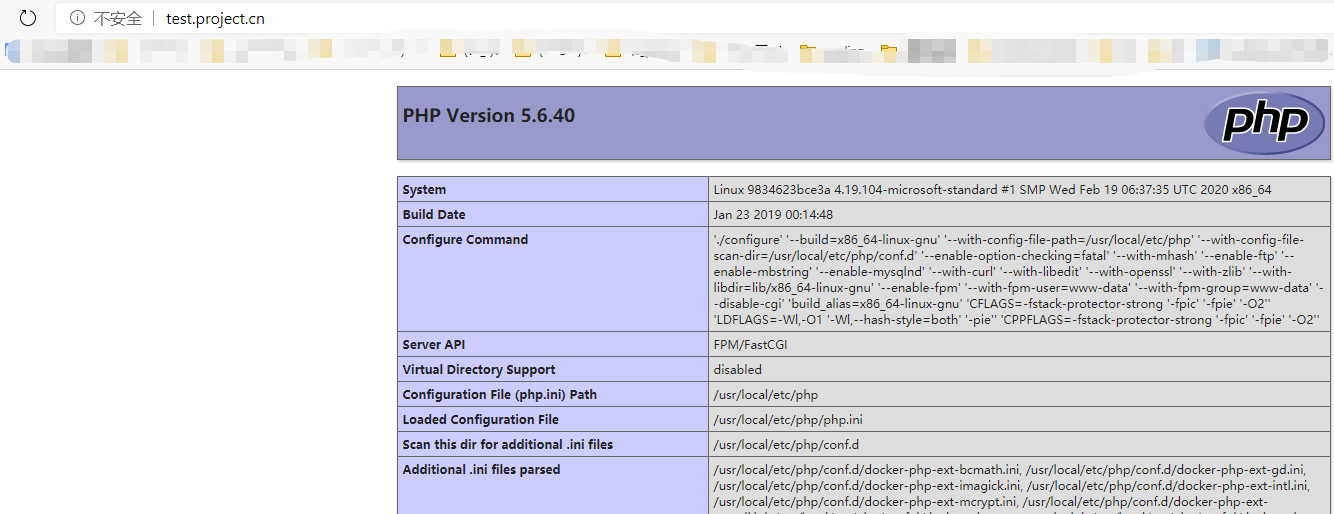 不安全 test.project.cn
PHP Version 5.6.40
php
System Linux 9834623bce3a 4.19.104-microsoft-standard #1 SMP Wed Feb 19 06:37:35 UTC 2020 x86_64
Build Date Jan 23 2019 00:14:48
Configure Command './configure' '--build=x86_64-linux-gnu' '--with-config-file-path=/usr/local/etc/php' '--with-config-file-
scan-dir=/usr/local/etc/php/conf.d' '--enable-option-checking=fatal' '--with-mhash' '--enable-ftp' '--
enable-mbstring' '--enable-mysqlnd' '--with-curl' '--with-libedit' '--with-openssl' '--with-zlib' '--with-
libdir=lib/x86_64-linux-gnu' '--enable-fpm' '--with-fpm-user=www-data' '--with-fpm-group=www-data' '-
-disable-cgi' 'build_alias=x86_64-linux-gnu' 'CFLAGS=-fstack-protector-strong '-fpic' '-fpie' '-O2''
'LDFLAGS=-Wl,-O1 '-Wl,--hash-style=both' '-pie'' 'CPPFLAGS=-fstack-protector-strong '-fpic' '-fpie' '-O2''
Server API FPM/FastCGI
Virtual Directory Support disabled
Configuration File (php.ini) Path /usr/local/etc/php
Loaded Configuration File /usr/local/etc/php/php.ini
Scan this dir for additional .ini files /usr/local/etc/php/conf.d
Additional .ini files parsed /usr/local/etc/php/conf.d/docker-php-ext-bcmath.ini, /usr/local/etc/php/conf.d/docker-php-ext-gd.ini,
/usr/local/etc/php/conf.d/docker-php-ext-imagick.ini, /usr/local/etc/php/conf.d/docker-php-ext-intl.ini,
/usr/local/etc/php/conf.d/docker-php-ext-mcrypt.ini, /usr/local/etc/php/conf.d/docker-php-ext-